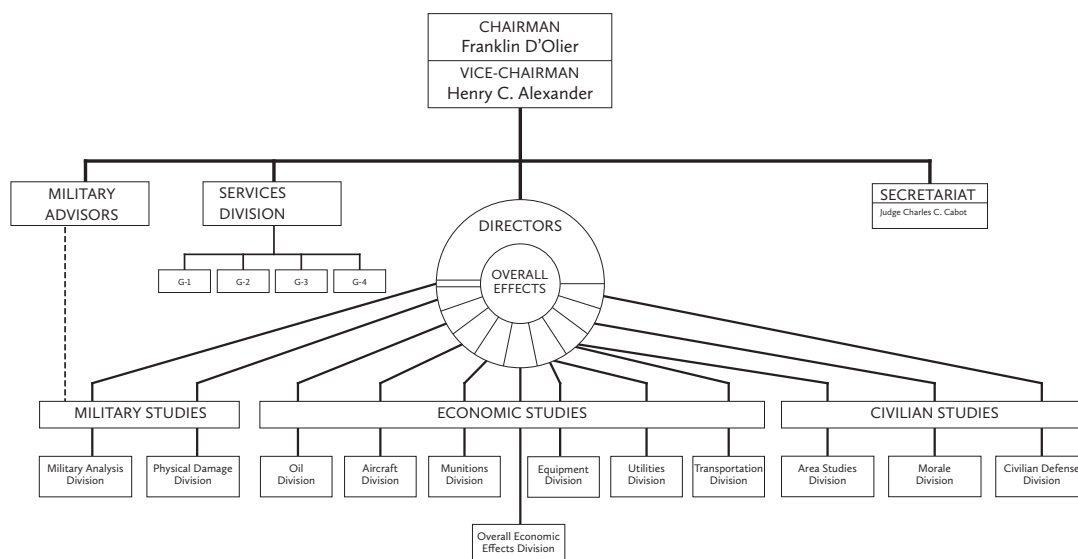 CHAIRMAN
Franklin D’Olier
VICE-CHAIRMAN
Henry C. Alexander
MILITARY
ADVISORS
SERVICES
DIVISION
SECRETARIAT
Judge Charles C. Cabot
DIRECTORS
G-1
G-2
G-3
G-4
OVERALL
EFFECTS
MILITARY STUDIES
ECONOMIC STUDIES
CIVILIAN STUDIES
Military Analysis
Division
Physical Damage
Division
Oil
Division
Aircraft
Division
Munitions
Division
Equipment
Division
Utilities
Division
Transportation
Division
Area Studies
Division
Morale
Division
Civilian Defense
Division
Overall Economic
Effects Division